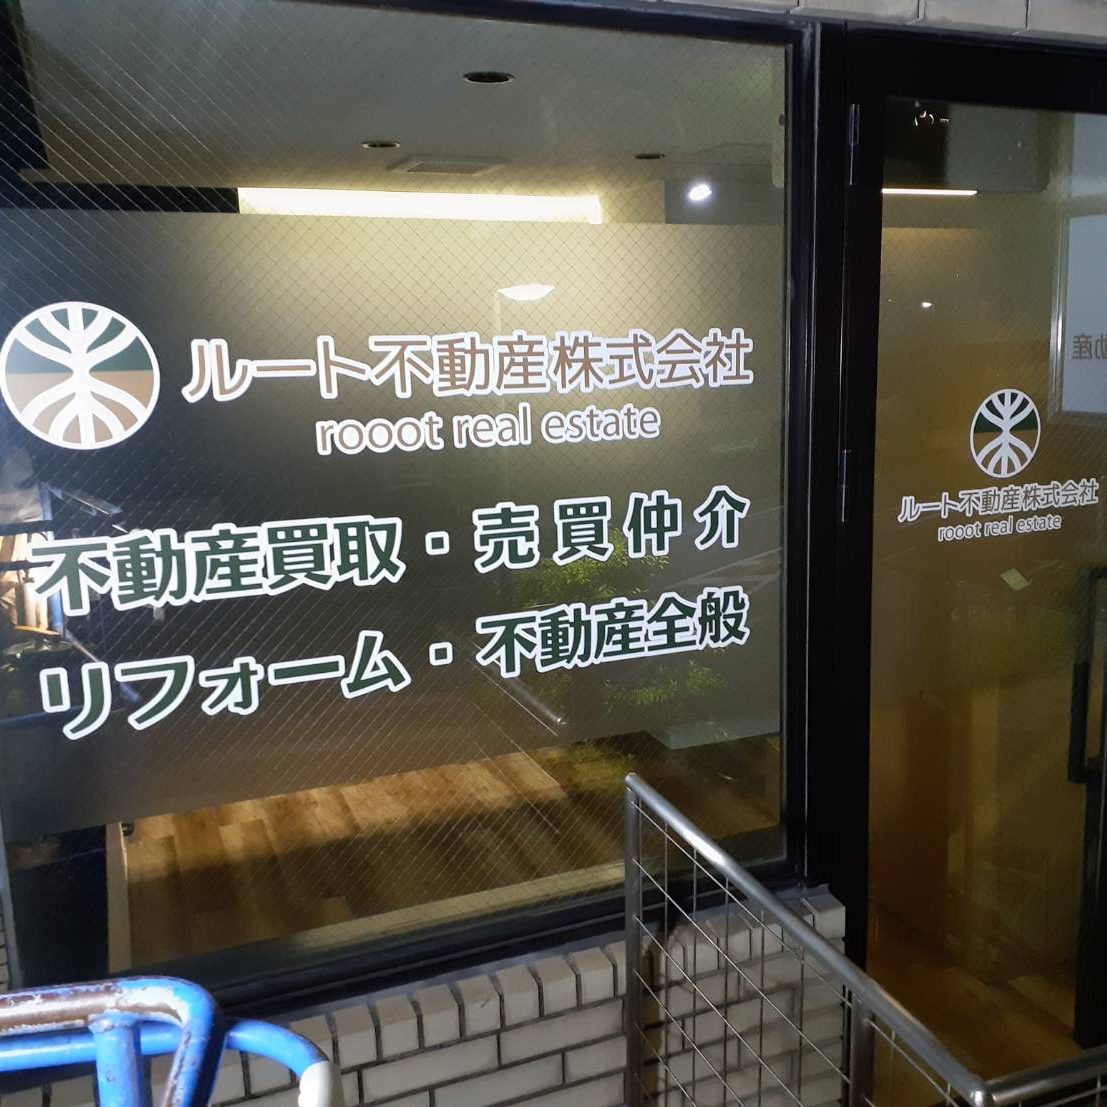 ルート不動産株式会社
rooot real estate
不動産買取・売買仲介
リフォーム・不動産全般
ルート不動産株式会社
rooot real estate